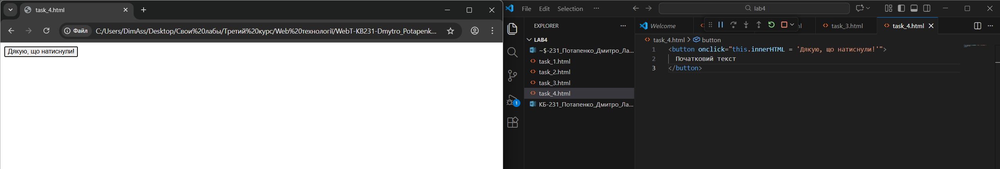 task_4.html
Файл
C:/Users/DimAss/Desktop/Свои%20лабы/Третий%20курс/Web%20технології/WebT-KB231-Dmytro_Potapenk...
Дякую, що натиснули!
File Edit Selection ...
lab4
EXPLORER
LAB4
~$-231_Потапенко_Дмитро_Ла...
task_1.html
task_2.html
task_3.html
task_4.html
КБ-231_Потапенко_Дмитро_Ла...
1
Welcome
ml
task_3.html
task_4.html
task_4.html > button
1 <button onclick="this.innerHTML = 'Дякую, що натиснули!'">
2 Початковий текст
3 </button>